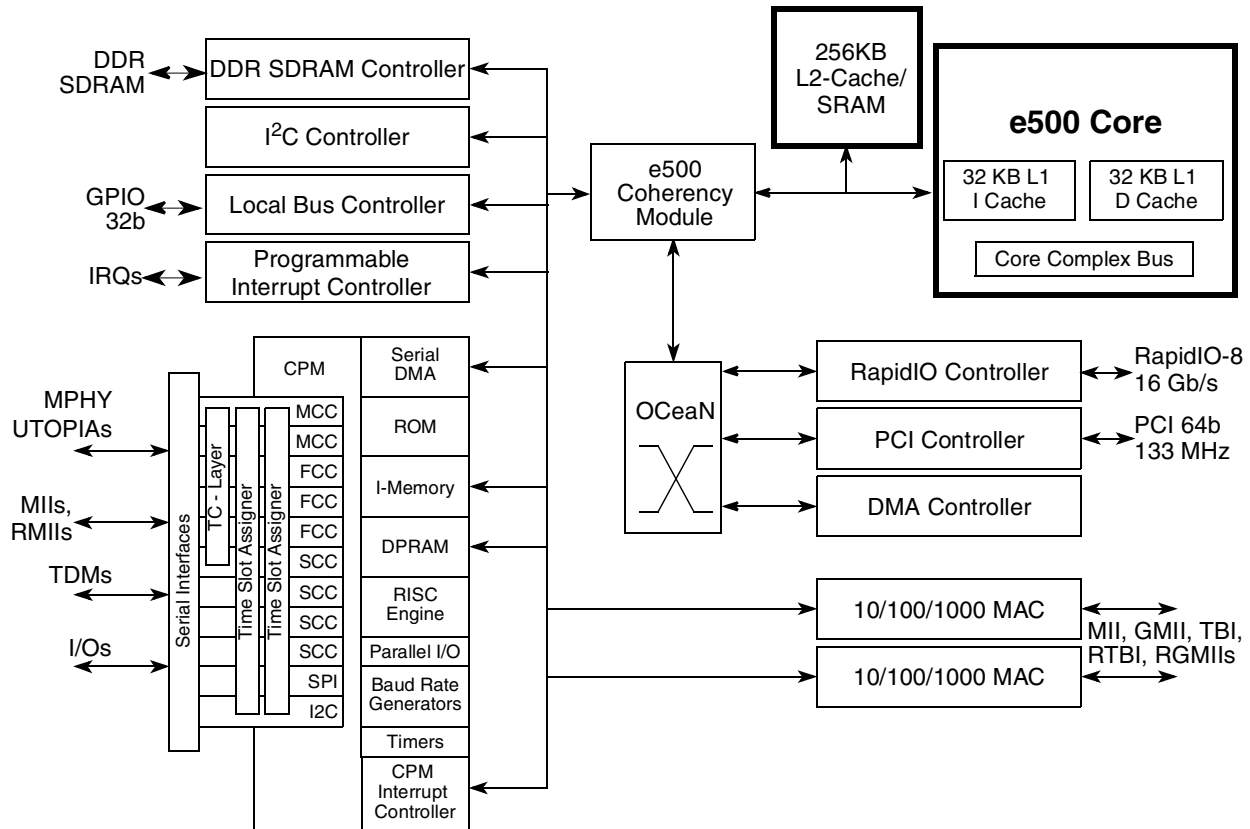 DDR
SDRAM
DDR SDRAM Controller
I²C Controller
GPIO
32b
Local Bus Controller
IRQs
Programmable
Interrupt Controller
256KB
L2-Cache/
SRAM
e500 Core
32 KB L1
I Cache
32 KB L1
D Cache
Core Complex Bus
e500
Coherency
Module
OCeaN
RapidIO Controller
RapidIO-8
16 Gb/s
PCI Controller
PCI 64b
133 MHz
DMA Controller
10/100/1000 MAC
10/100/1000 MAC
MII, GMII, TBI,
RTBI, RGMIIs
MPHY
UTOPIAs
MIIs,
RMIIs
TDMs
I/Os
Serial Interfaces
TC - Layer
Time Slot Assigner
Time Slot Assigner
CPM
MCC
MCC
FCC
FCC
FCC
SCC
SCC
SCC
SCC
SPI
I2C
Serial
DMA
ROM
I-Memory
DPRAM
RISC
Engine
Parallel I/O
Baud Rate
Generators
Timers
CPM
Interrupt
Controller